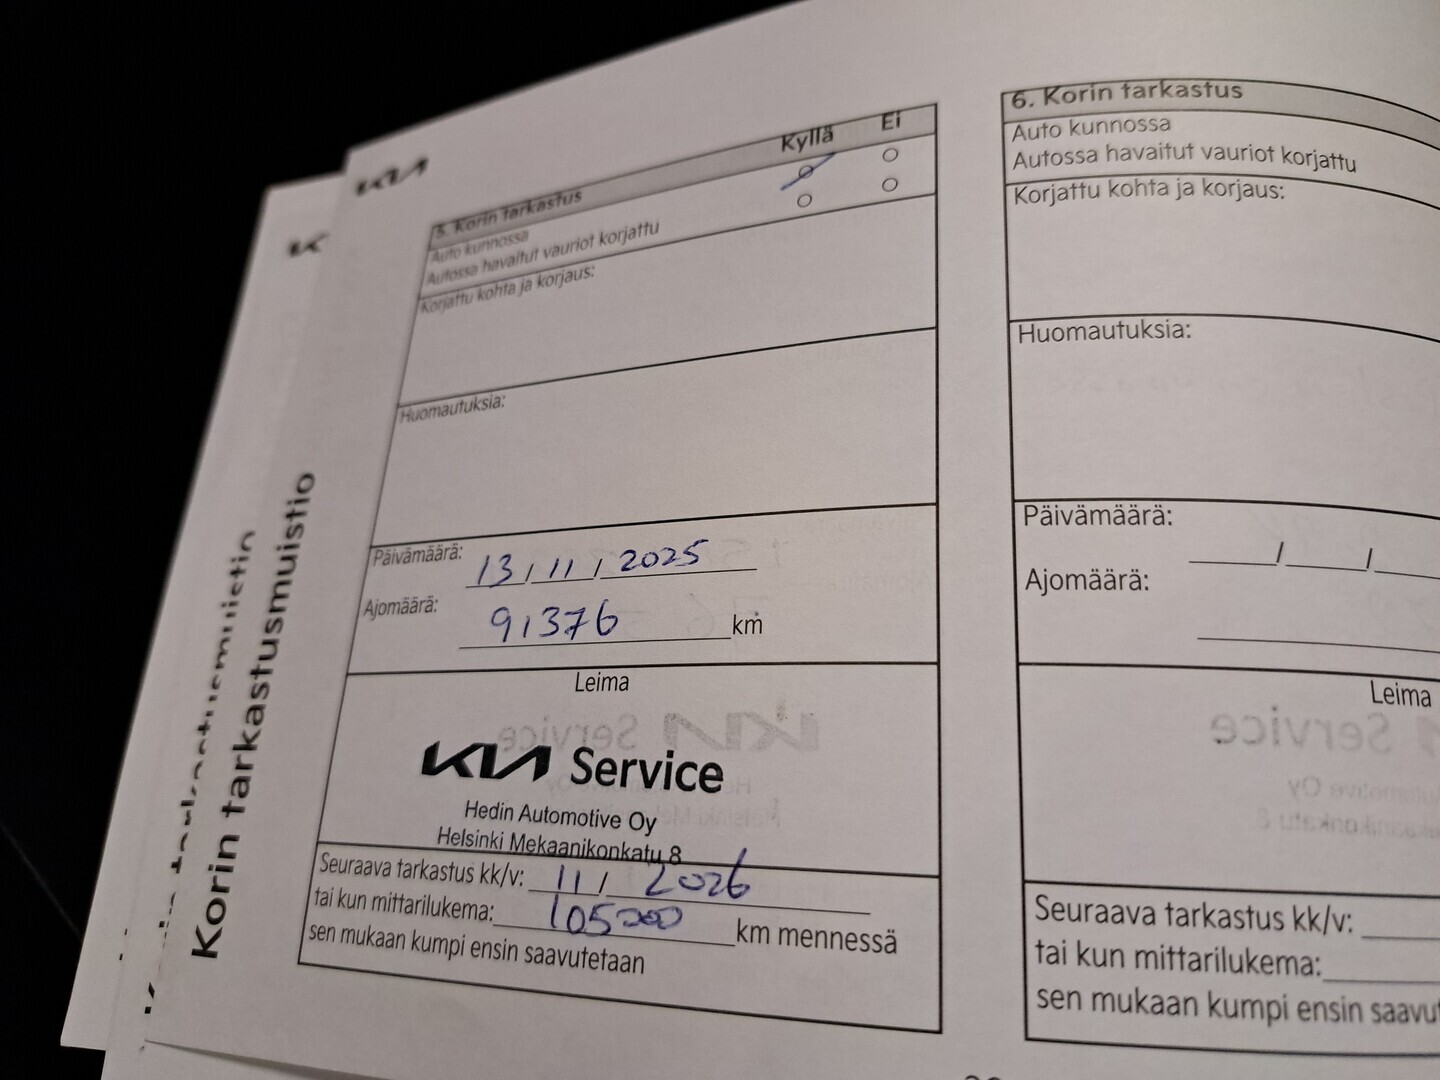 KIA
Korin tarkastusmuistio
5. Korin tarkastus Kyllä Ei
Auto kunnossa
Autossa havaitut vauriot korjattu
Korjattu kohta ja korjaus:
Huomautuksia:
Päivämäärä: 13 / 11 / 2025
Ajomäärä: 91376 km
Leima
KIA Service
Hedin Automotive Oy
Helsinki Mekaanikonkatu 8
Seuraava tarkastus kk/v: 11 / 2026
tai kun mittarilukema: 105000 km mennessä
sen mukaan kumpi ensin saavutetaan
6. Korin tarkastus
Auto kunnossa
Autossa havaitut vauriot korjattu
Korjattu kohta ja korjaus:
Huomautuksia:
Päivämäärä:
/ /
Ajomäärä:
Leima
Seuraava tarkastus kk/v:
tai kun mittarilukema:
sen mukaan kumpi ensin